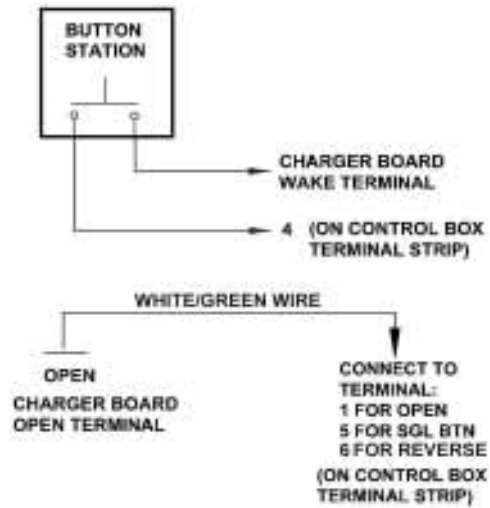 BUTTON
STATION
CHARGER BOARD
WAKE TERMINAL
4 (ON CONTROL BOX
TERMINAL STRIP)
WHITE/GREEN WIRE
OPEN
CHARGER BOARD
OPEN TERMINAL
CONNECT TO
TERMINAL:
1 FOR OPEN
5 FOR SGL BTN
6 FOR REVERSE
(ON CONTROL BOX
TERMINAL STRIP)